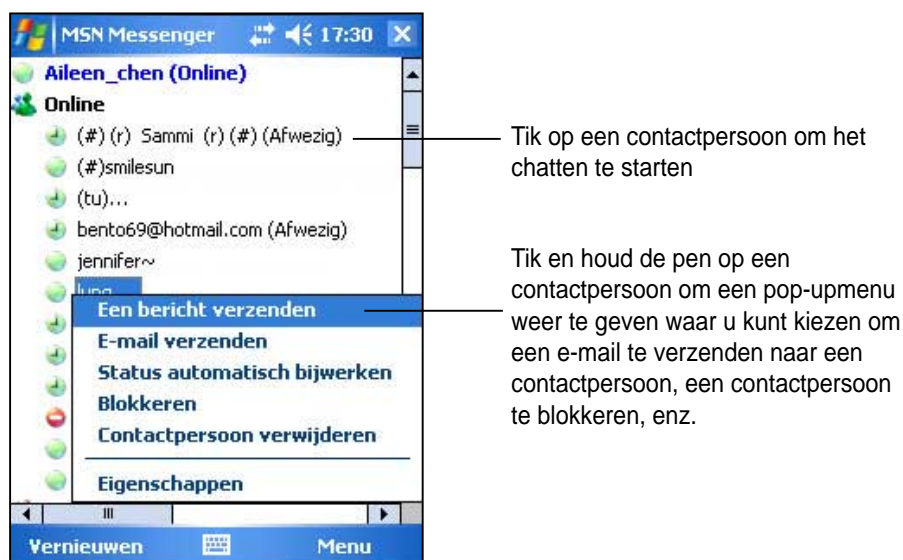 MSN Messenger 17:30
Aileen_chen (Online)
Online
(#) (r) Sammi (r) (#) (Afwezig)
(#)smilesun
(tu)...
bento69@hotmail.com (Afwezig)
jennifer~
Een bericht verzenden
E-mail verzenden
Status automatisch bijwerken
Blokkeren
Contactpersoon verwijderen
Eigenschappen
Vernieuwen Menu
Tik op een contactpersoon om het
chatten te starten
Tik en houd de pen op een
contactpersoon om een pop-upmenu
weer te geven waar u kunt kiezen om
een e-mail te verzenden naar een
contactpersoon, een contactpersoon
te blokkeren, enz.